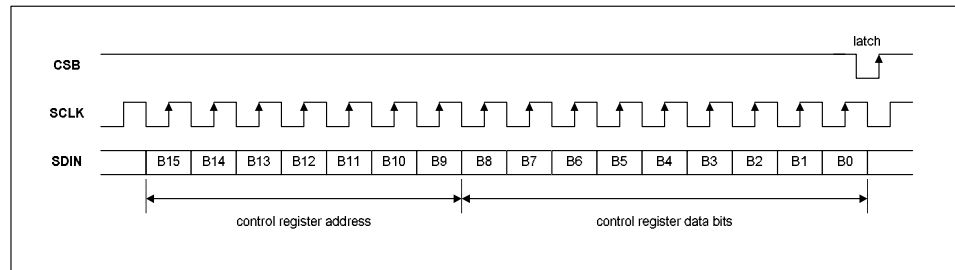 latch
CSB
SCLK
SDIN B15 B14 B13 B12 B11 B10 B9 B8 B7 B6 B5 B4 B3 B2 B1 B0
control register address control register data bits